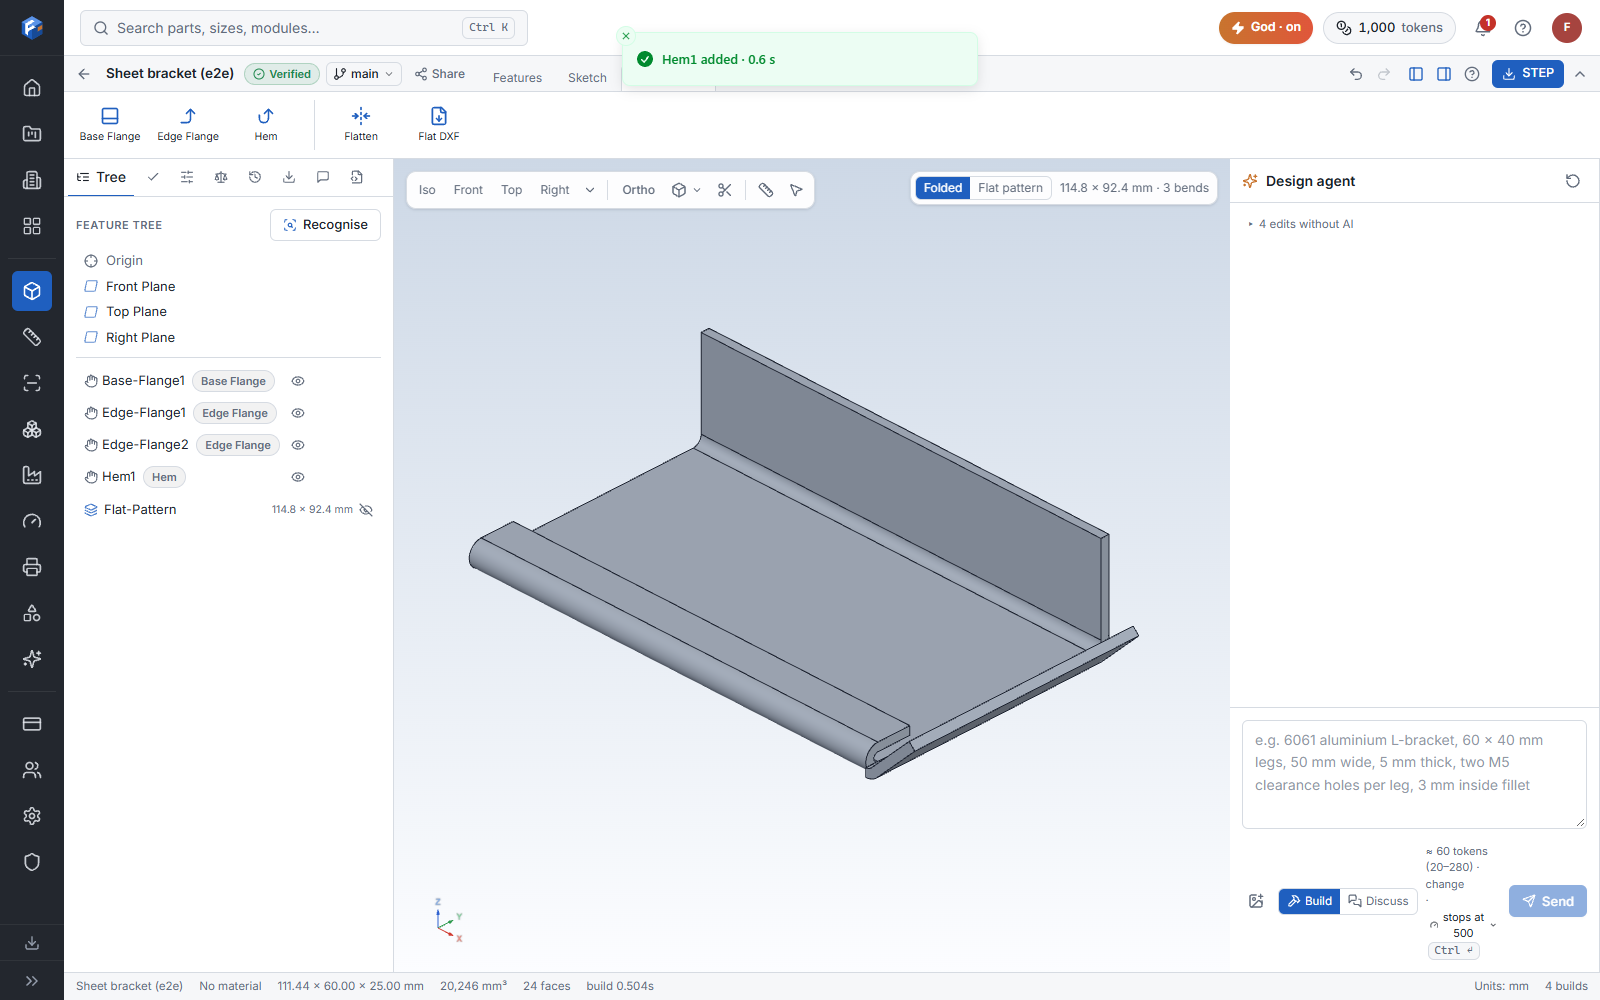 Search parts, sizes, modules...
Ctrl K
God · on
1,000 tokens
1
F
Sheet bracket (e2e)
Verified
main
Share
Features
Sketch
Hem1 added · 0.6 s
STEP
Base Flange
Edge Flange
Hem
Flatten
Flat DXF
Tree
FEATURE TREE
Recognise
Origin
Front Plane
Top Plane
Right Plane
Base-Flange1 Base Flange
Edge-Flange1 Edge Flange
Edge-Flange2 Edge Flange
Hem1 Hem
Flat-Pattern 114.8 × 92.4 mm
Iso Front Top Right Ortho
Folded Flat pattern 114.8 × 92.4 mm · 3 bends
Z
Y
X
Design agent
4 edits without AI
e.g. 6061 aluminium L-bracket, 60 × 40 mm
legs, 50 mm wide, 5 mm thick, two M5
clearance holes per leg, 3 mm inside fillet
Build Discuss
≈ 60 tokens
(20–280) ·
change
·
stops at
500
Ctrl ⏎
Send
Sheet bracket (e2e) No material 111.44 × 60.00 × 25.00 mm 20,246 mm³ 24 faces build 0.504s
Units: mm 4 builds